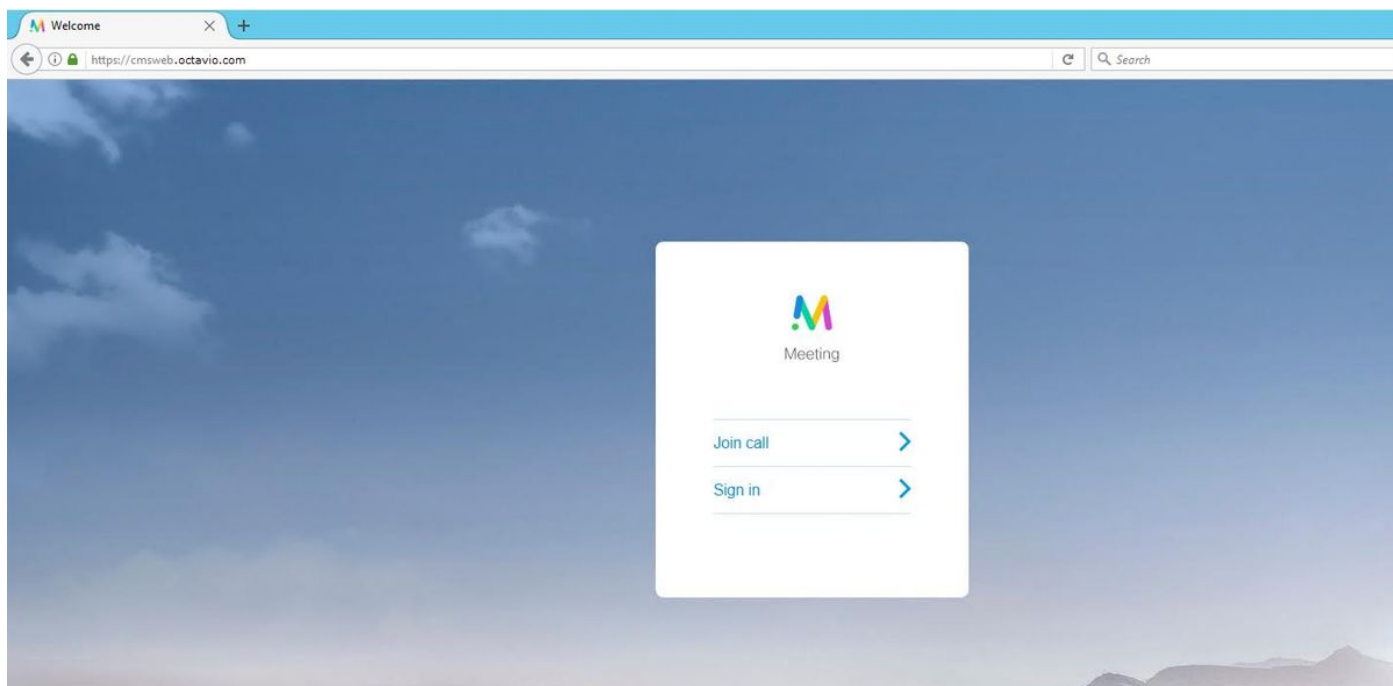 Welcome
https://cmsweb.octavio.com
Search
Meeting
Join call
Sign in